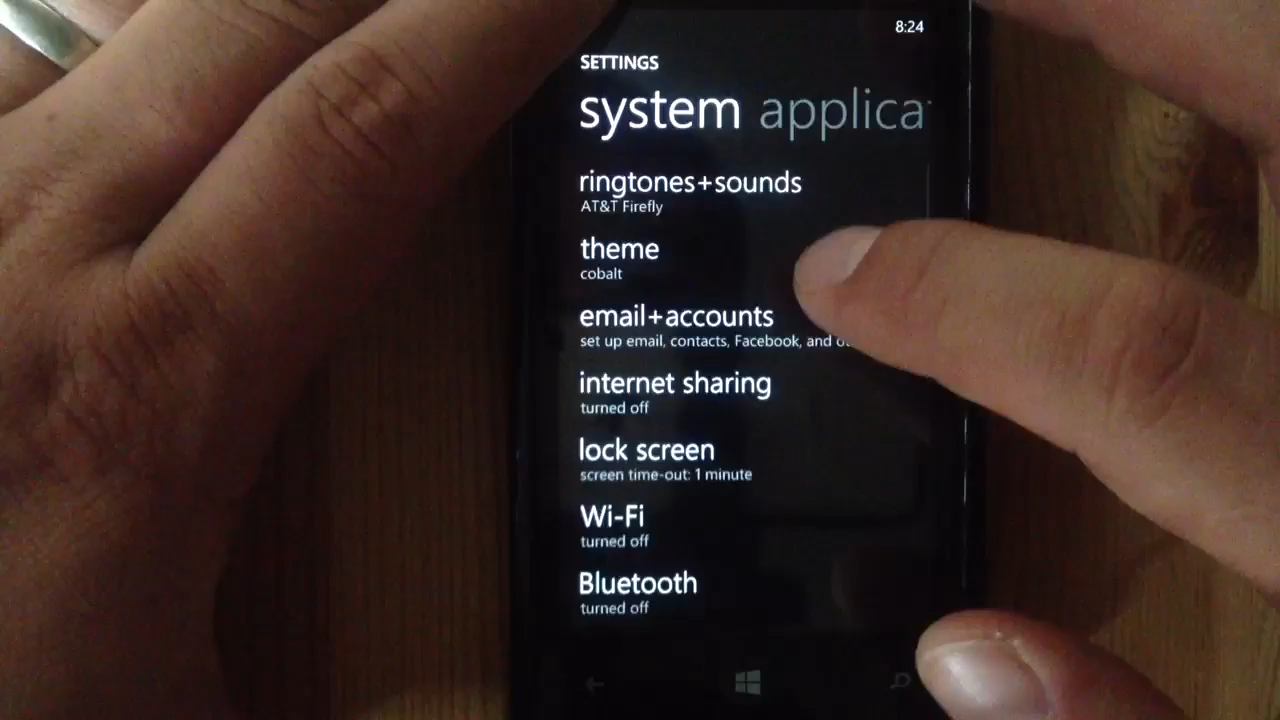 8:24
SETTINGS
system applica
ringtones+sounds
AT&T Firefly
theme
cobalt
email+accounts
set up email, contacts, Facebook, and
internet sharing
turned off
lock screen
screen time-out: 1 minute
Wi-Fi
turned off
Bluetooth
turned off